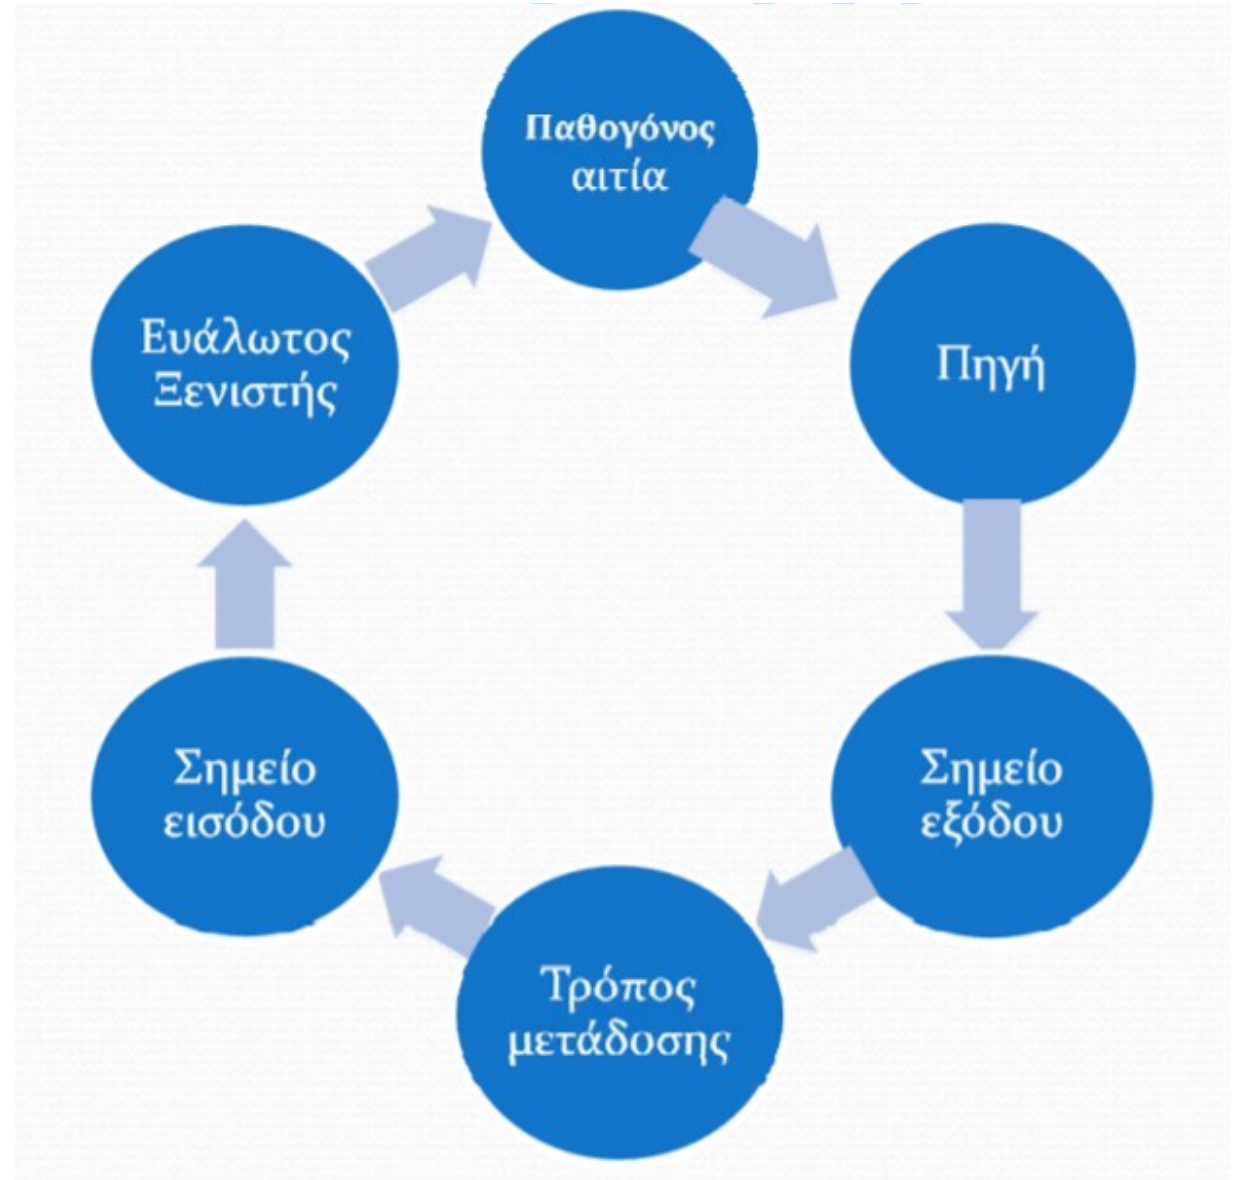 Παθογόνος
αιτία
Πηγή
Σημείο
εξόδου
Τρόπος
μετάδοσης
Σημείο
εισόδου
Ευάλωτος
Ξενιστής